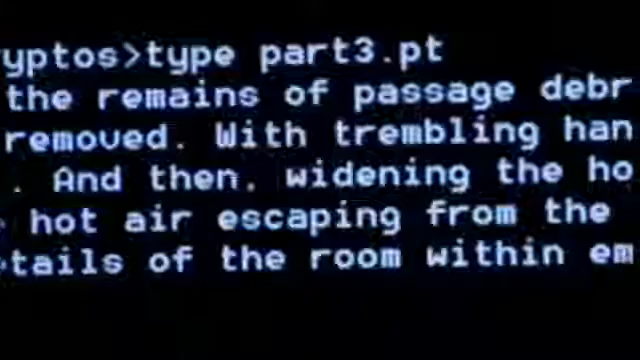 yptos>type part3.pt
the remains of passage debr
removed. With trembling han
. And then, widening the ho
hot air escaping from the
tails of the room within em